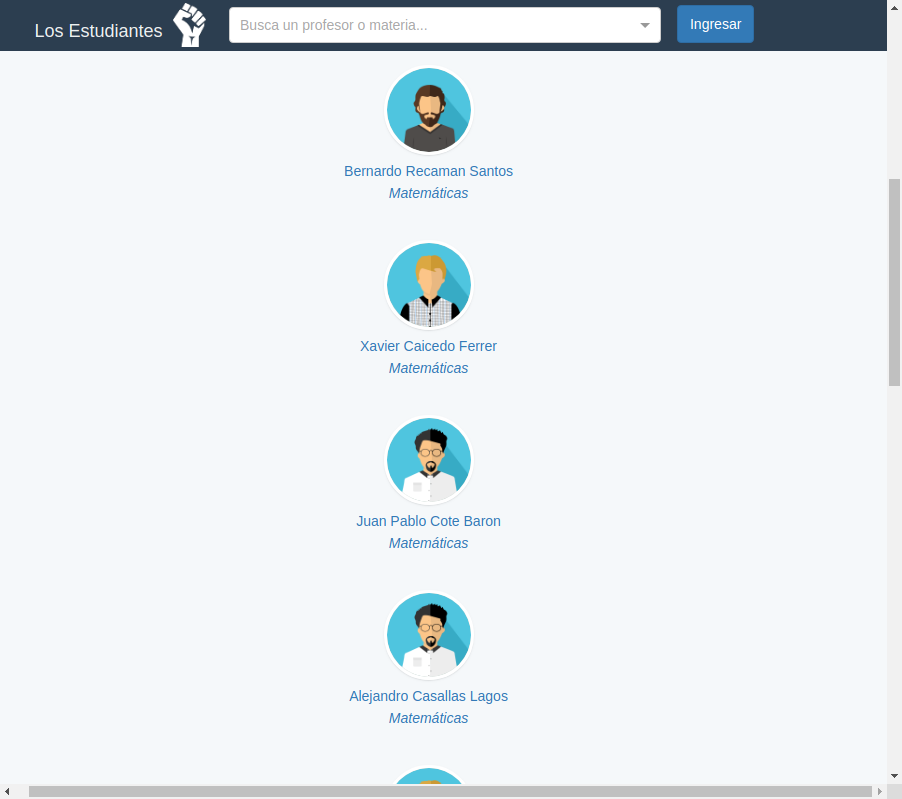 Los Estudiantes
Busca un profesor o materia...
Ingresar
Bernardo Recaman Santos
Matemáticas
Xavier Caicedo Ferrer
Matemáticas
Juan Pablo Cote Baron
Matemáticas
Alejandro Casallas Lagos
Matemáticas